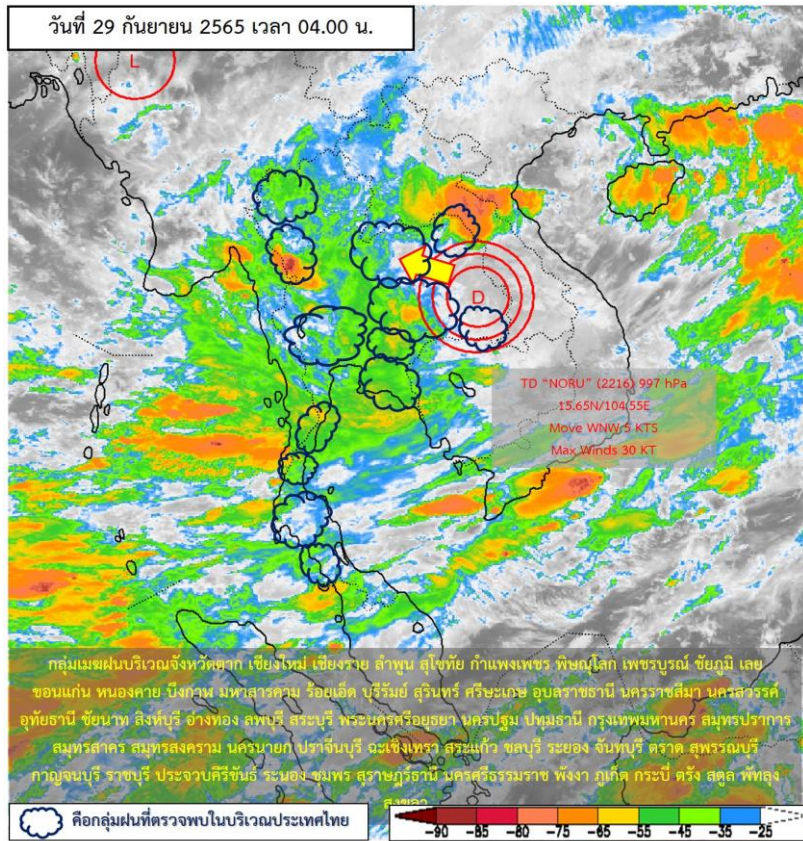 วันที่ 29 กันยายน 2565 เวลา 04.00 น.
L
D
TD "NORU" (2216) 997 hPa
15.65N/104.55E
Move WNW 5 KTS
Max Winds 30 KT
กลุ่มเมฆฝนบริเวณจังหวัดตาก เชียงใหม่ เชียงราย ลำพูน สุโขทัย กำแพงเพชร พิษณุโลก เพชรบูรณ์ ชัยภูมิ เลย
ขอนแก่น หนองคาย บึงกาฬ มหาสารคาม ร้อยเอ็ด บุรีรัมย์ สุรินทร์ ศรีษะเกษ อุบลราชธานี นครราชสีมา นครสวรรค์
อุทัยธานี ชัยนาท สิงห์บุรี อ่างทอง ลพบุรี สระบุรี พระนครศรีอยุธยา นครปฐม ปทุมธานี กรุงเทพมหานคร สมุทรปราการ
สมุทรสาคร สมุทรสงคราม นครนายก ปราจีนบุรี ฉะเชิงเทรา สระแก้ว ชลบุรี ระยอง จันทบุรี ตราด สุพรรณบุรี
กาญจนบุรี ราชบุรี ประจวบคีรีขันธ์ ระนอง ชุมพร สุราษฎร์ธานี นครศรีธรรมราช พังงา ภูเก็ต กระบี่ ตรัง สตูล พัทลุง
สงขลา
คือกลุ่มฝนที่ตรวจพบในบริเวณประเทศไทย
-90 -85 -80 -75 -65 -55 -45 -35 -25